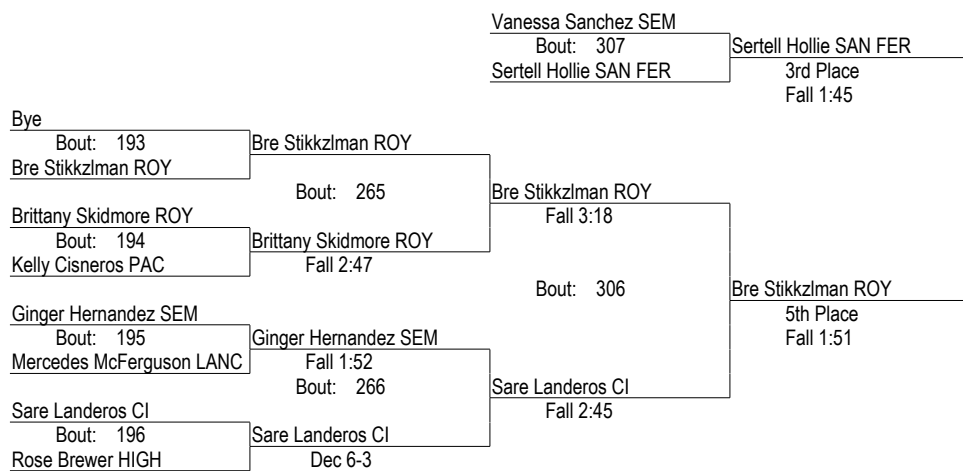 Vanessa Sanchez SEM
Bout: 307
Sertell Hollie SAN FER
Sertell Hollie SAN FER
3rd Place
Fall 1:45
Bye
Bout: 193
Bre Stikkzlman ROY
Bre Stikkzlman ROY
Bout: 265
Brittany Skidmore ROY
Bout: 194
Kelly Cisneros PAC
Brittany Skidmore ROY
Fall 2:47
Bre Stikkzlman ROY
Fall 3:18
Bout: 306
Bre Stikkzlman ROY
5th Place
Fall 1:51
Ginger Hernandez SEM
Bout: 195
Mercedes McFerguson LANC
Ginger Hernandez SEM
Fall 1:52
Bout: 266
Sare Landeros CI
Fall 2:45
Sare Landeros CI
Bout: 196
Rose Brewer HIGH
Sare Landeros CI
Dec 6-3